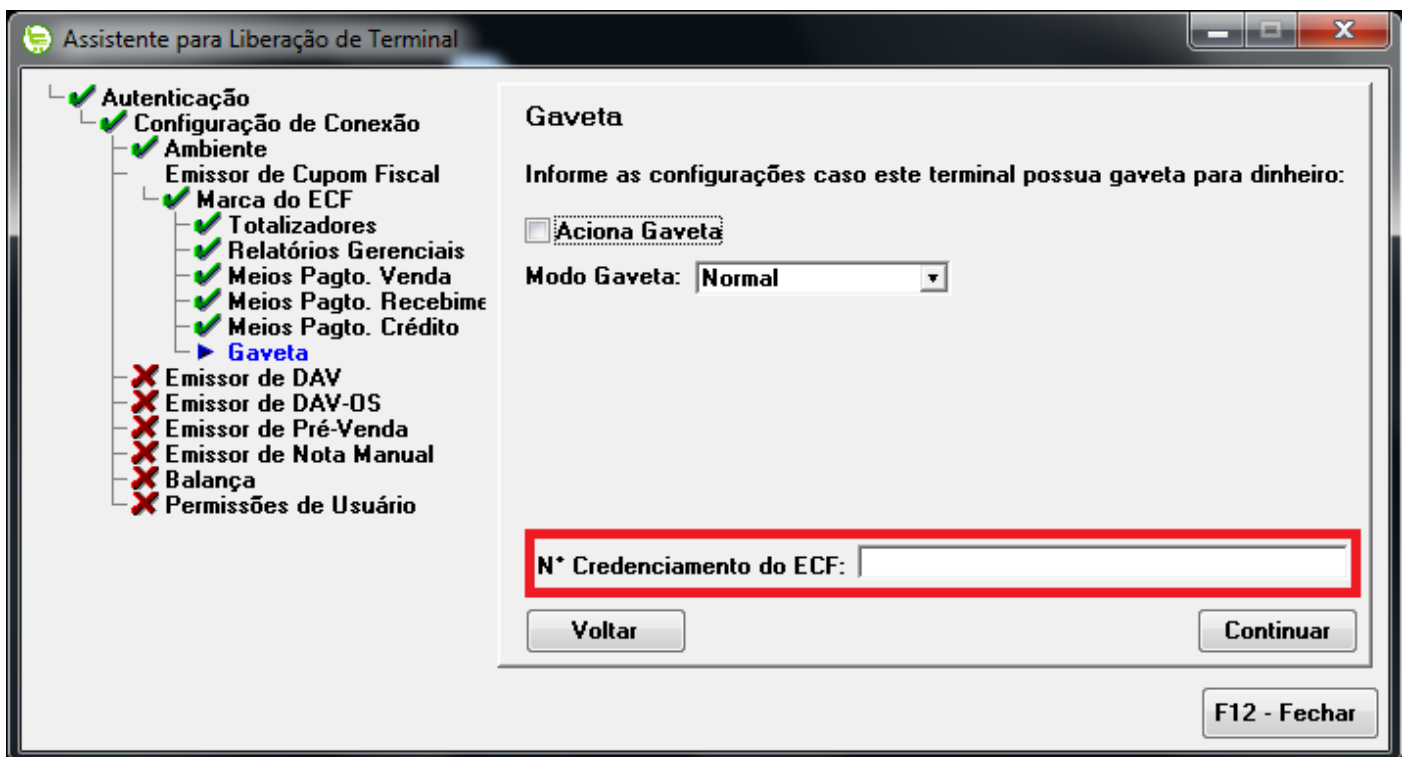 Assistente para Liberação de Terminal
Autenticação
Configuração de Conexão
Ambiente
Emissor de Cupom Fiscal
Marca do ECF
Totalizadores
Relatórios Gerenciais
Meios Pagto. Venda
Meios Pagto. Recebime
Meios Pagto. Crédito
Gaveta
Emissor de DAV
Emissor de DAV-OS
Emissor de Pré-Venda
Emissor de Nota Manual
Balança
Permissões de Usuário
Gaveta
Informe as configurações caso este terminal possua gaveta para dinheiro:
Aciona Gaveta
Modo Gaveta: Normal
N° Credenciamento do ECF:
Voltar
Continuar
F12 - Fechar